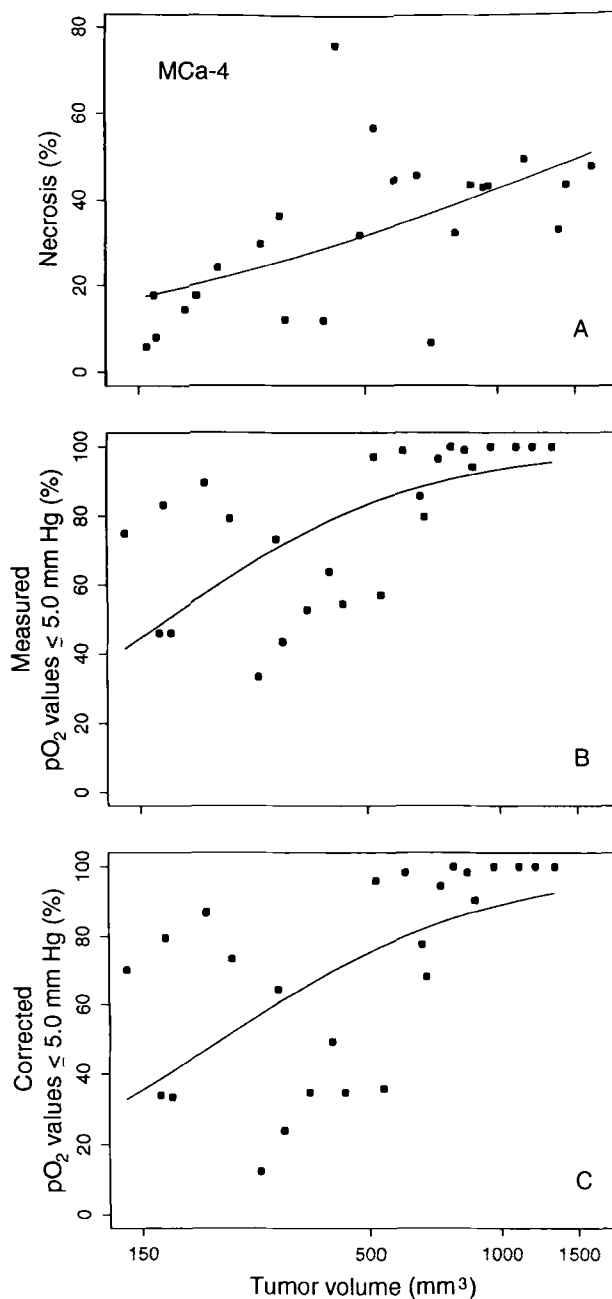 MCa-4
Necrosis (%)
80
60
40
20
0
A
Measured
pO₂ values ≤ 5.0 mm Hg (%)
100
80
60
40
20
0
B
Corrected
pO₂ values ≤ 5.0 mm Hg (%)
100
80
60
40
20
0
C
150 500 1000 1500
Tumor volume (mm³)